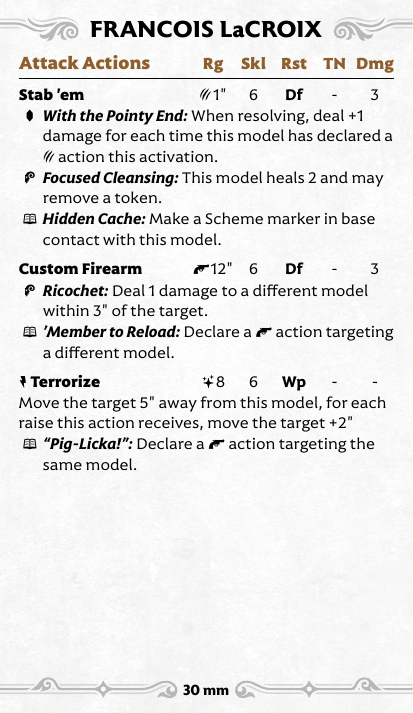 FRANCOIS LaCROIX
Attack Actions Rg Skl Rst TN Dmg
Stab 'em 1" 6 Df - 3
With the Pointy End: When resolving, deal +1
damage for each time this model has declared a
action this activation.
Focused Cleansing: This model heals 2 and may
remove a token.
Hidden Cache: Make a Scheme marker in base
contact with this model.
Custom Firearm 12" 6 Df - 3
Ricochet: Deal 1 damage to a different model
within 3" of the target.
'Member to Reload: Declare a action targeting
a different model.
Terrorize 8 6 Wp - -
Move the target 5" away from this model, for each
raise this action receives, move the target +2"
"Pig-Licka!": Declare a action targeting the
same model.
30 mm